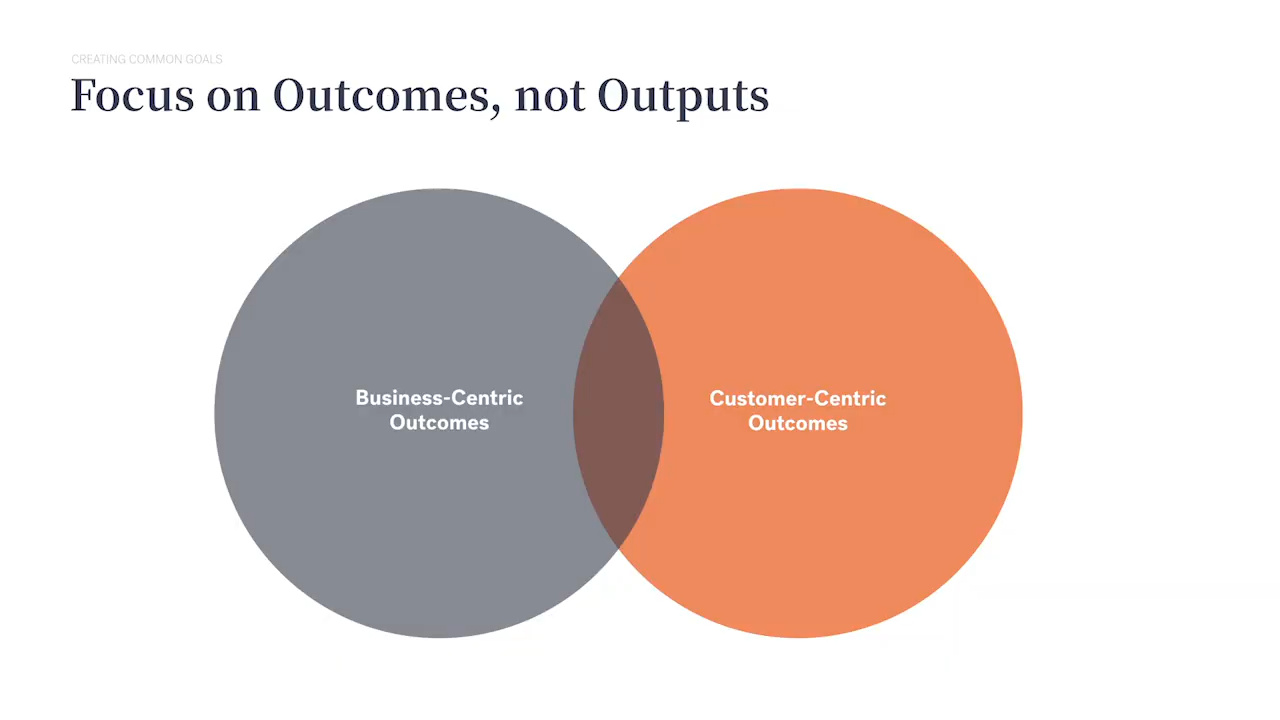 CREATING COMMON GOALS
Focus on Outcomes, not Outputs
Business-Centric
Outcomes
Customer-Centric
Outcomes